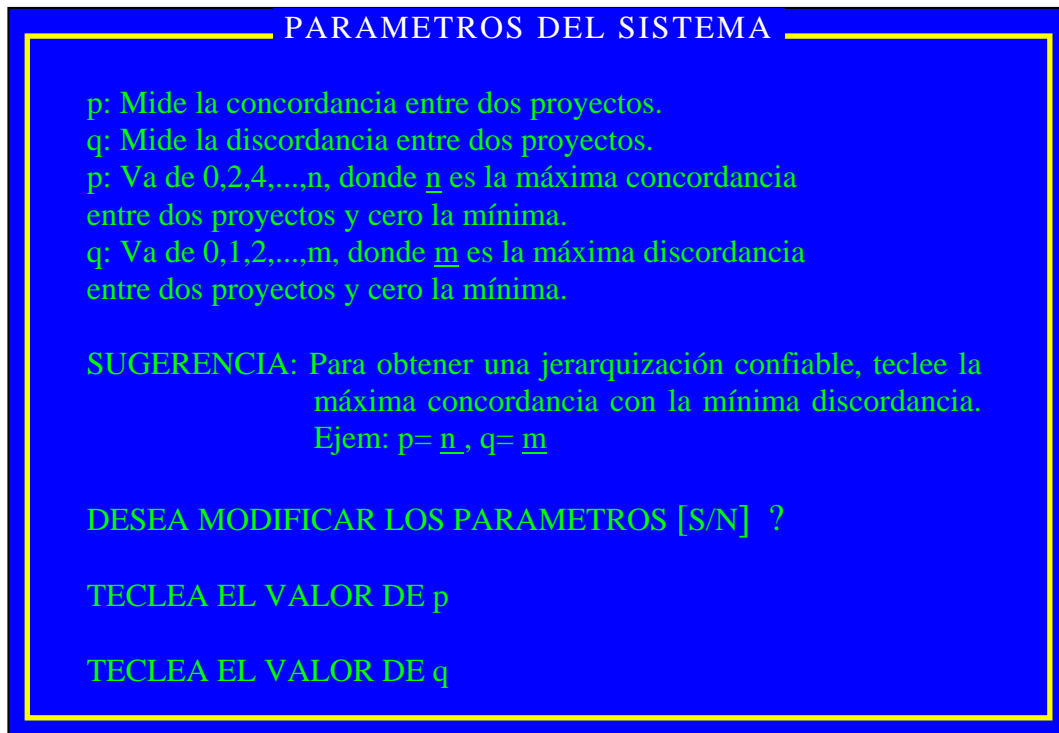 PARAMETROS DEL SISTEMA
p: Mide la concordancia entre dos proyectos.
q: Mide la discordancia entre dos proyectos.
p: Va de 0,2,4,...,n, donde n es la máxima concordancia
entre dos proyectos y cero la mínima.
q: Va de 0,1,2,...,m, donde m es la máxima discordancia
entre dos proyectos y cero la mínima.
SUGERENCIA: Para obtener una jerarquización confiable, teclee la
máxima concordancia con la mínima discordancia.
Ejem: p= n , q= m
DESEA MODIFICAR LOS PARAMETROS [S/N] ?
TECLEA EL VALOR DE p
TECLEA EL VALOR DE q